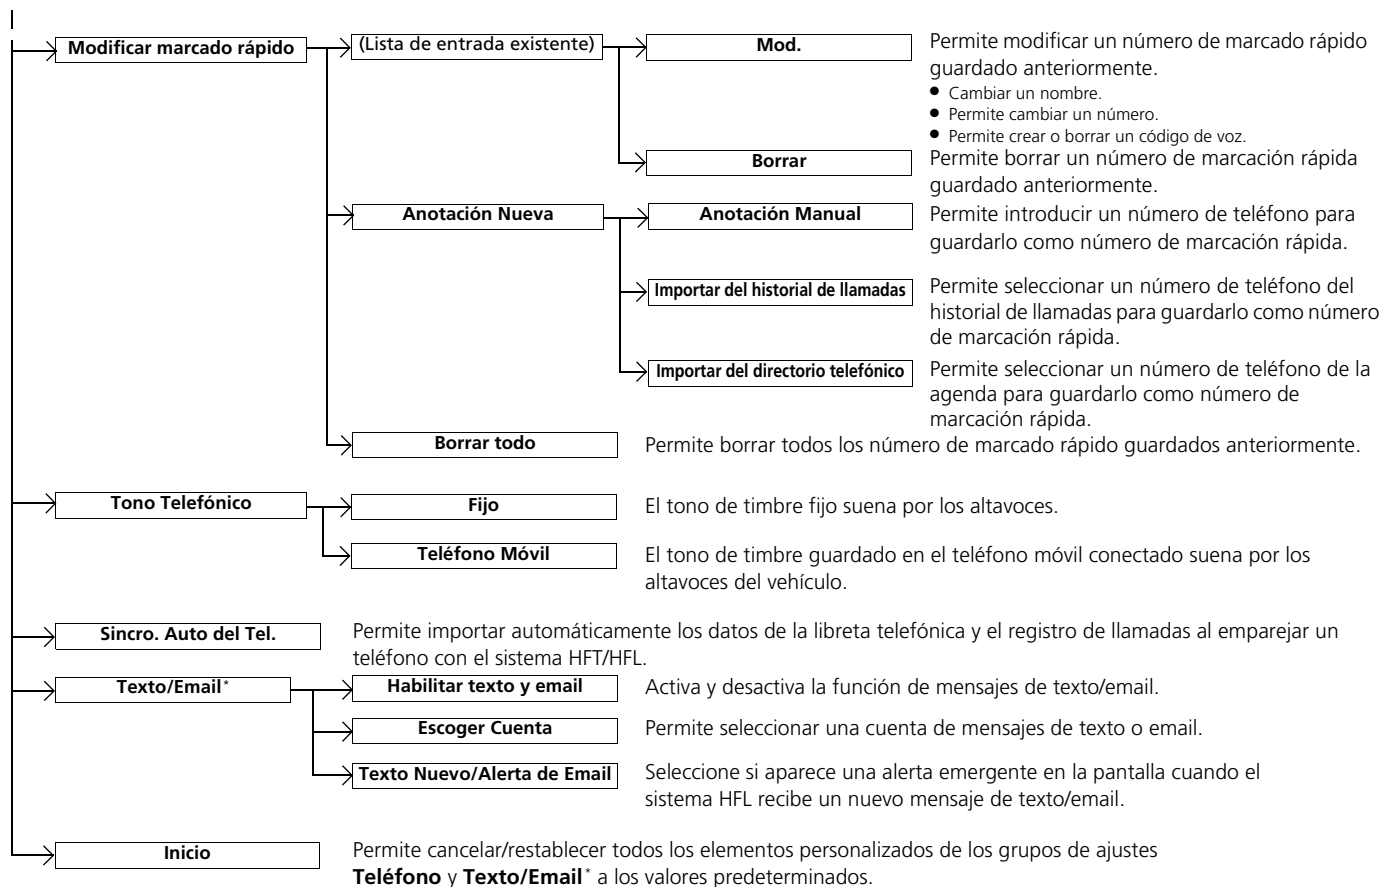 Modificar marcado rápido
(Lista de entrada existente)
Mod.
Permite modificar un número de marcado rápido
guardado anteriormente.
● Cambiar un nombre.
● Permite cambiar un número.
● Permite crear o borrar un código de voz.
Borrar
Permite borrar un número de marcación rápida
guardado anteriormente.
Anotación Nueva
Anotación Manual
Permite introducir un número de teléfono para
guardarlo como número de marcación rápida.
Importar del historial de llamadas
Permite seleccionar un número de teléfono del
historial de llamadas para guardarlo como número
de marcación rápida.
Importar del directorio telefónico
Permite seleccionar un número de teléfono de la
agenda para guardarlo como número de
marcación rápida.
Borrar todo
Permite borrar todos los número de marcado rápido guardados anteriormente.
Tono Telefónico
Fijo
El tono de timbre fijo suena por los altavoces.
Teléfono Móvil
El tono de timbre guardado en el teléfono móvil conectado suena por los
altavoces del vehículo.
Sincro. Auto del Tel.
Permite importar automáticamente los datos de la libreta telefónica y el registro de llamadas al emparejar un
teléfono con el sistema HFT/HFL.
Texto/Email*
Habilitar texto y email
Activa y desactiva la función de mensajes de texto/email.
Escoger Cuenta
Permite seleccionar una cuenta de mensajes de texto o email.
Texto Nuevo/Alerta de Email
Seleccione si aparece una alerta emergente en la pantalla cuando el
sistema HFL recibe un nuevo mensaje de texto/email.
Inicio
Permite cancelar/restablecer todos los elementos personalizados de los grupos de ajustes
Teléfono y Texto/Email* a los valores predeterminados.